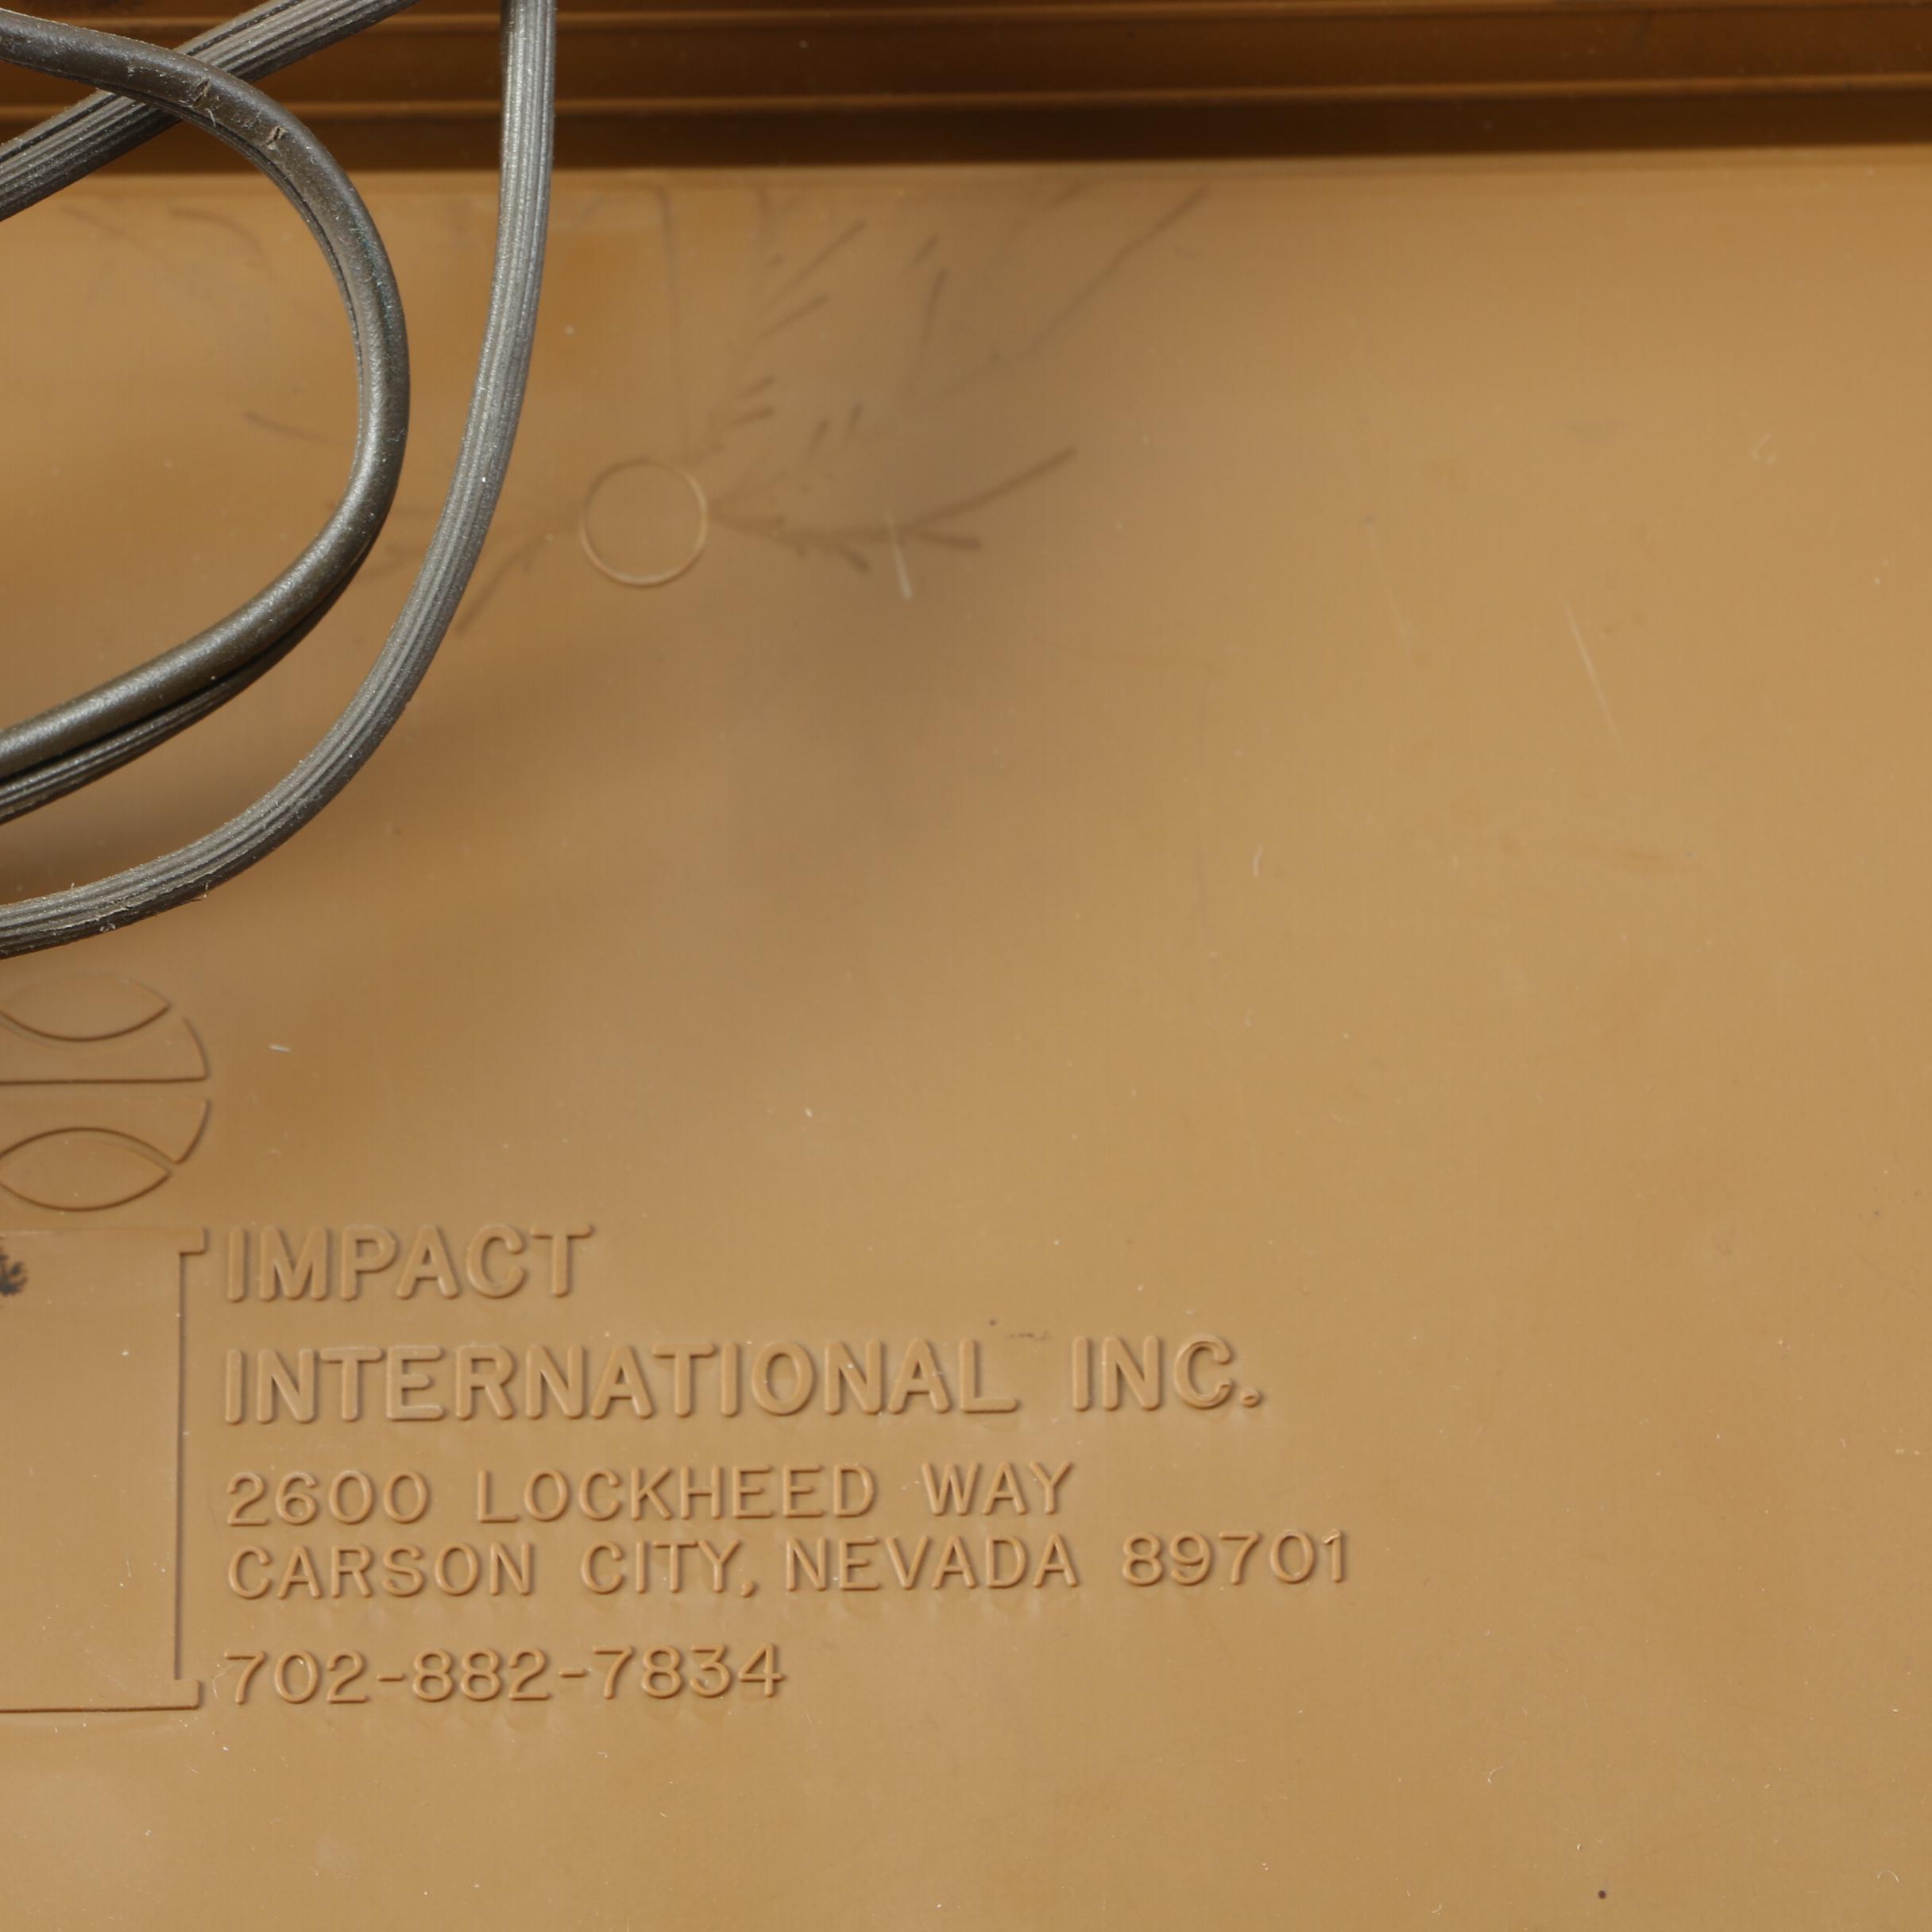 IMPACT
INTERNATIONAL INC.
2600 LOCKHEED WAY
CARSON CITY, NEVADA 89701
702-882-7834